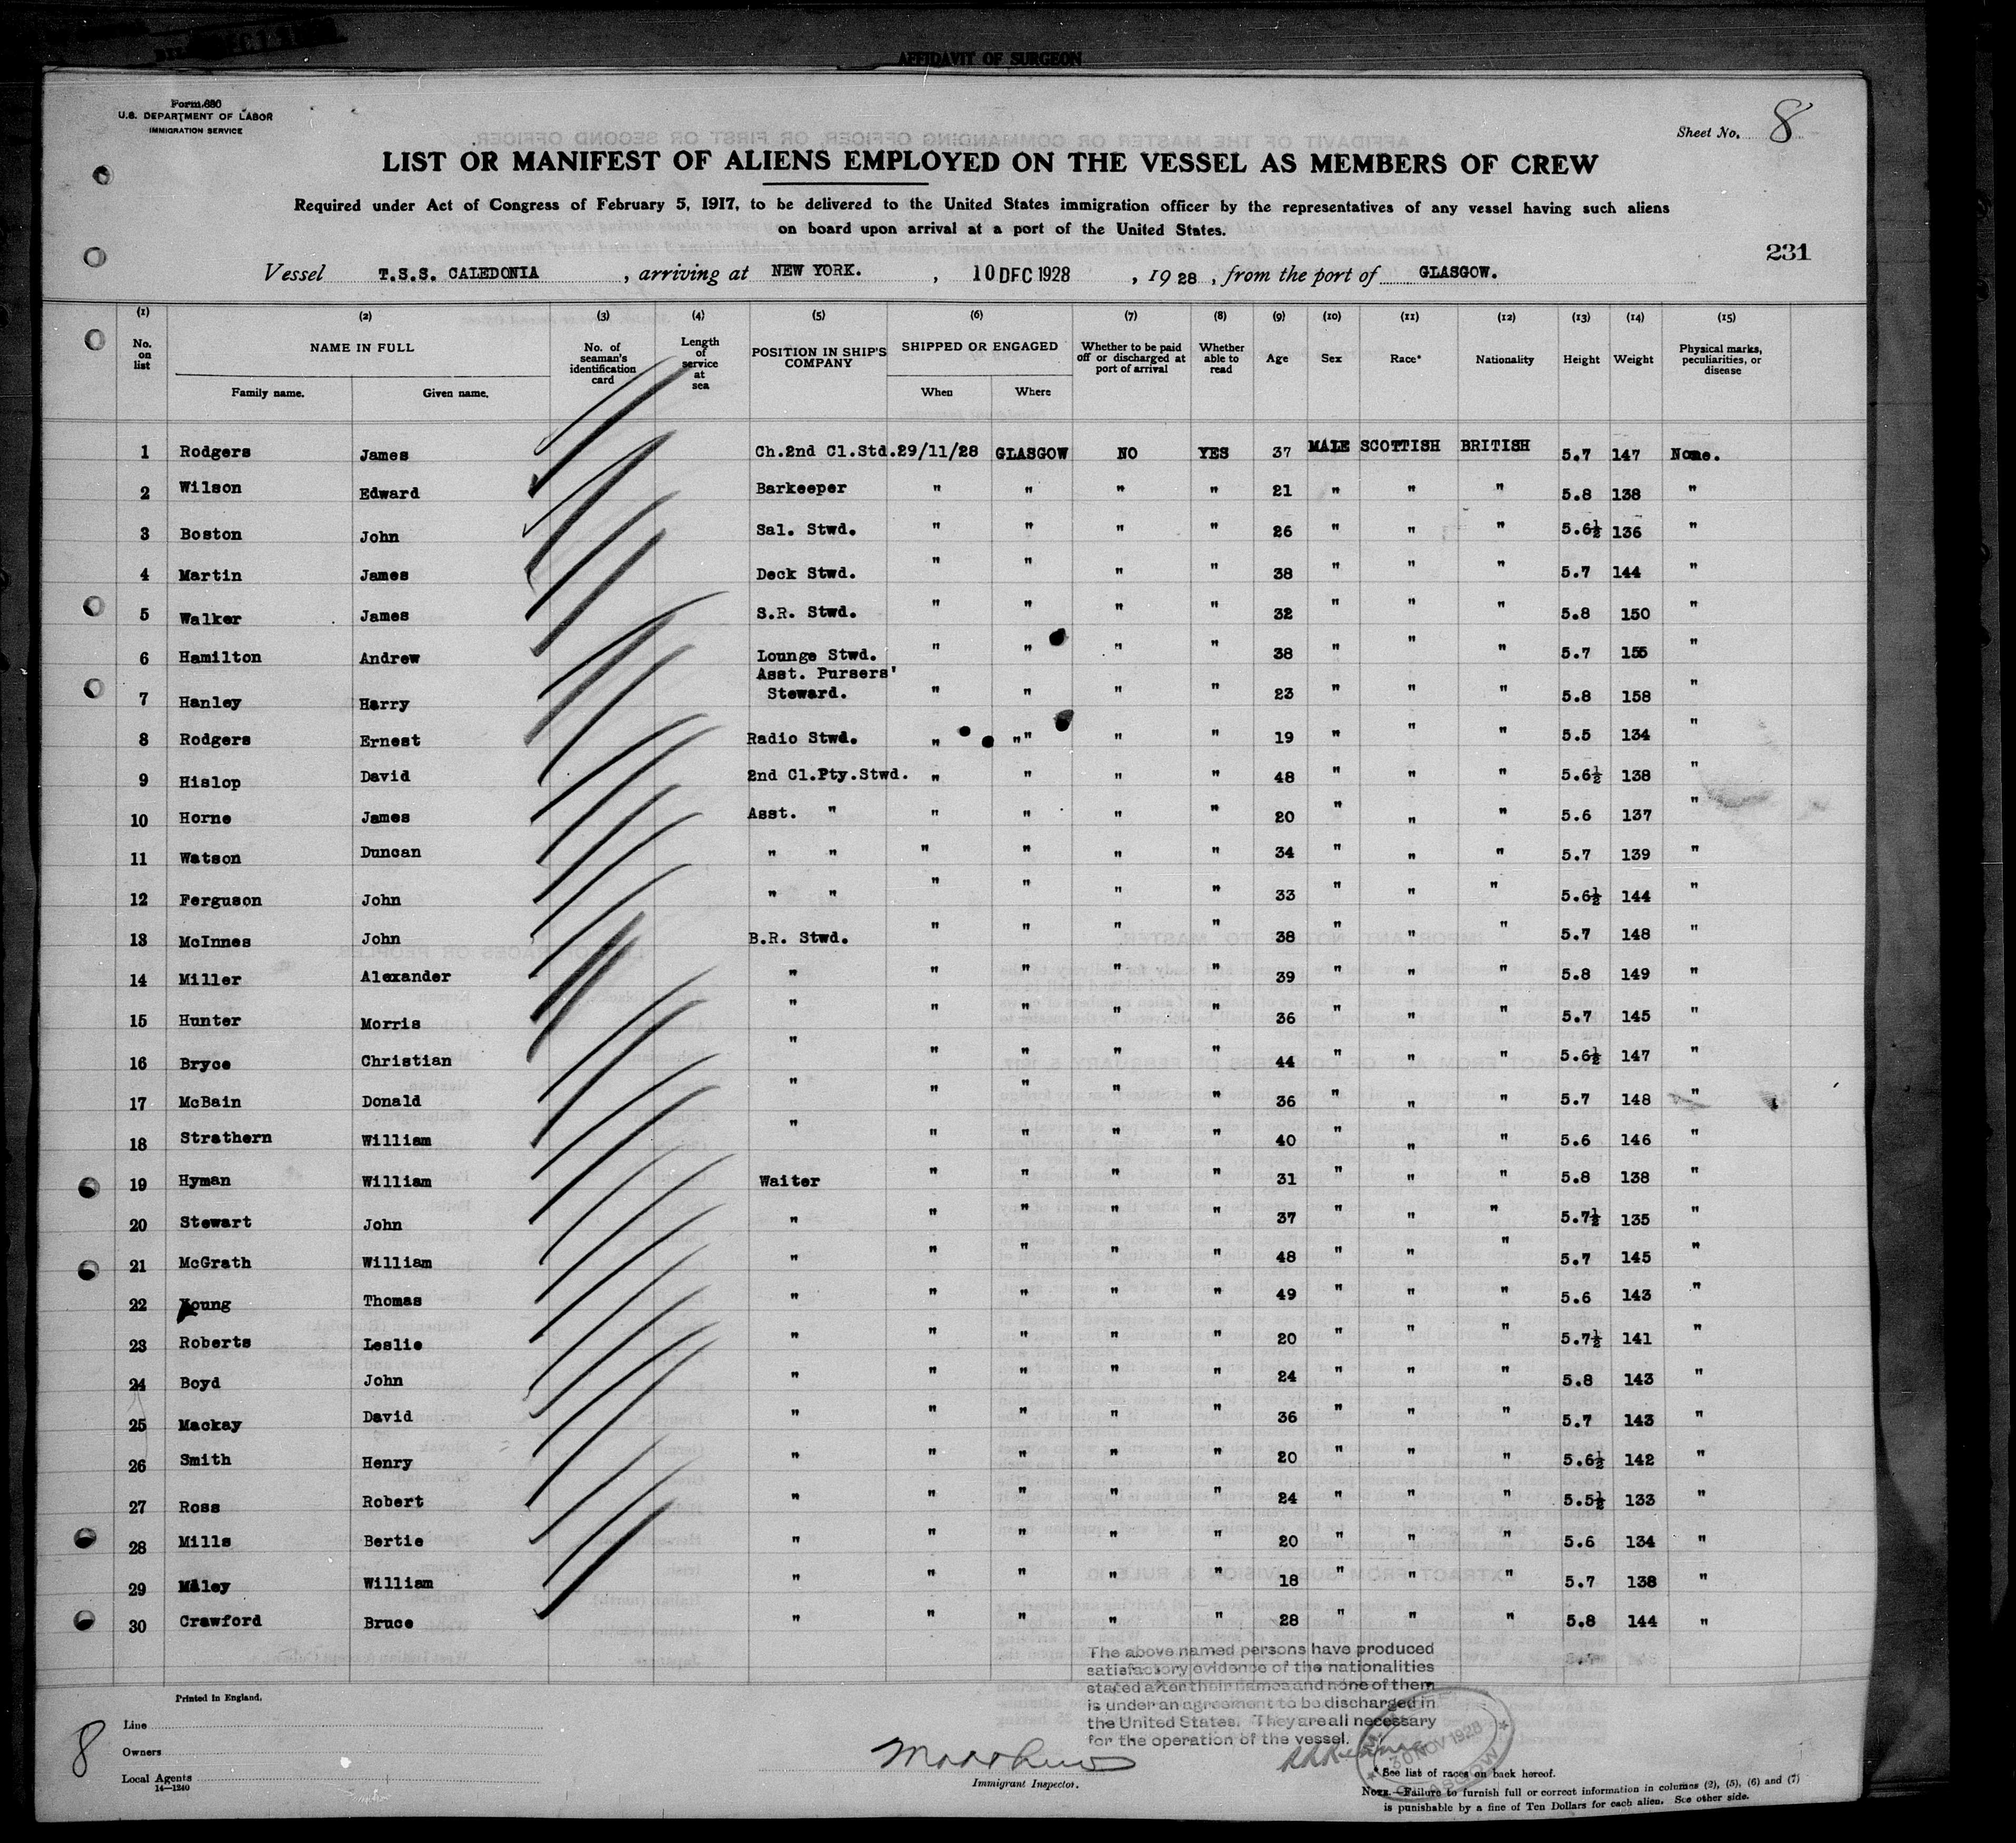 AFFIDAVIT OF SURGEON
Form 680
U.S. DEPARTMENT OF LABOR
IMMIGRATION SERVICE
Sheet No. 8
LIST OR MANIFEST OF ALIENS EMPLOYED ON THE VESSEL AS MEMBERS OF CREW
Required under Act of Congress of February 5, 1917, to be delivered to the United States immigration officer by the representatives of any vessel having such aliens
on board upon arrival at a port of the United States.
231
Vessel T.S.S. CALEDONIA, arriving at NEW YORK., 10 DEC 1928, 1928, from the port of GLASGOW.
(1) (2) (3) (4) (5) (6) (7) (8) (9) (10) (11) (12) (13) (14) (15)
No. on list NAME IN FULL No. of seaman's identification card Length of service at sea POSITION IN SHIP'S COMPANY SHIPPED OR ENGAGED Whether to be paid off or discharged at port of arrival Whether able to read Age Sex Race* Nationality Height Weight Physical marks, peculiarities, or disease
Family name. Given name. When Where
1 Rodgers James Ch.2nd Cl.Std. 29/11/28 GLASGOW NO YES 37 MALE SCOTTISH BRITISH 5.7 147 None.
2 Wilson Edward Barkeeper " " " " 21 " " " 5.8 138 "
3 Boston John Sal. Stwd. " " " " 26 " " " 5.6½ 136 "
4 Martin James Deck Stwd. " " " " 38 " " " 5.7 144 "
5 Walker James S.R. Stwd. " " " " 32 " " " 5.8 150 "
6 Hamilton Andrew Lounge Stwd. " " " " 38 " " " 5.7 155 "
7 Hanley Harry Asst. Pursers' Steward. " " " " 23 " " " 5.8 158 "
8 Rodgers Ernest Radio Stwd. " "" " " 19 " " " 5.5 134 "
9 Hislop David 2nd Cl.Pty.Stwd. " " " " 48 " " " 5.6½ 138 "
10 Horne James Asst. " " " " " 20 " " " 5.6 137 "
11 Watson Duncan " " " " " " 34 " " " 5.7 139 "
12 Ferguson John " " " " " " 33 " " " 5.6½ 144 "
13 McInnes John B.R. Stwd. " " " " 38 " " " 5.7 148 "
14 Miller Alexander " " " " " 39 " " " 5.8 149 "
15 Hunter Morris " " " " " 36 " " " 5.7 145 "
16 Bryce Christian " " " " " 44 " " " 5.6½ 147 "
17 McBain Donald " " " " " 36 " " " 5.7 148 "
18 Strathern William " " " " " 40 " " " 5.6 146 "
19 Hyman William Waiter " " " " 31 " " " 5.8 138 "
20 Stewart John " " " " " 37 " " " 5.7½ 135 "
21 McGrath William " " " " " 48 " " " 5.7 145 "
22 Young Thomas " " " " " 49 " " " 5.6 143 "
23 Roberts Leslie " " " " " 20 " " " 5.7½ 141 "
24 Boyd John " " " " " 24 " " " 5.8 143 "
25 Mackay David " " " " " 36 " " " 5.7 143 "
26 Smith Henry " " " " " 20 " " " 5.6½ 142 "
27 Ross Robert " " " " " 24 " " " 5.5½ 133 "
28 Mills Bertie " " " " " 20 " " " 5.6 134 "
29 Miley William " " " " " 18 " " " 5.7 138 "
30 Crawford Bruce " " " " " 28 " " " 5.8 144 "
The above named persons have produced
satisfactory evidence of the nationalities
stated after their names and none of them
is under an agreement to be discharged in
the United States. They are all necessary
for the operation of the vessel.
30 NOV 1928
GLASGOW
Printed in England.
8
Line
Owners
Local Agents
14—1240
Immigrant Inspector.
* See list of races on back hereof.
NOTE.—Failure to furnish full or correct information in columns (2), (5), (6) and (7)
is punishable by a fine of Ten Dollars for each alien. See other side.